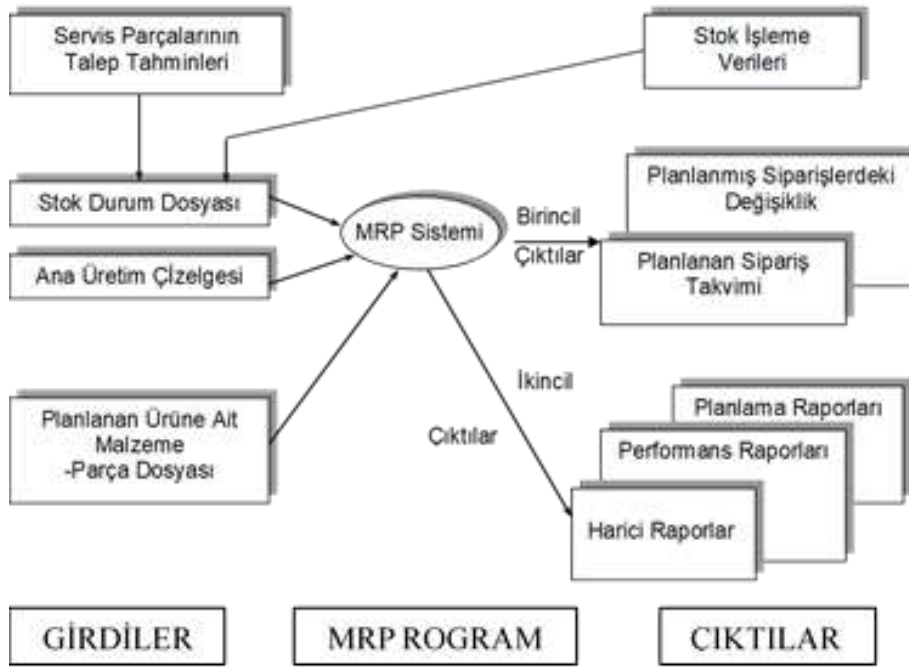 Servis Parçalarının
Talep Tahminleri
Stok İşleme
Verileri
Stok Durum Dosyası
Ana Üretim Çİzelgesi
Planlanan Ürüne Ait
Malzeme
-Parça Dosyası
MRP Sistemi
Birincil
Çıktılar
Planlanmış Siparişlerdeki
Değişiklik
Planlanan Sipariş
Takvimi
İkincil
Çıktılar
Planlama Raporları
Performans Raporları
Harici Raporlar
GİRDİLER
MRP ROGRAM
ÇIKTILAR